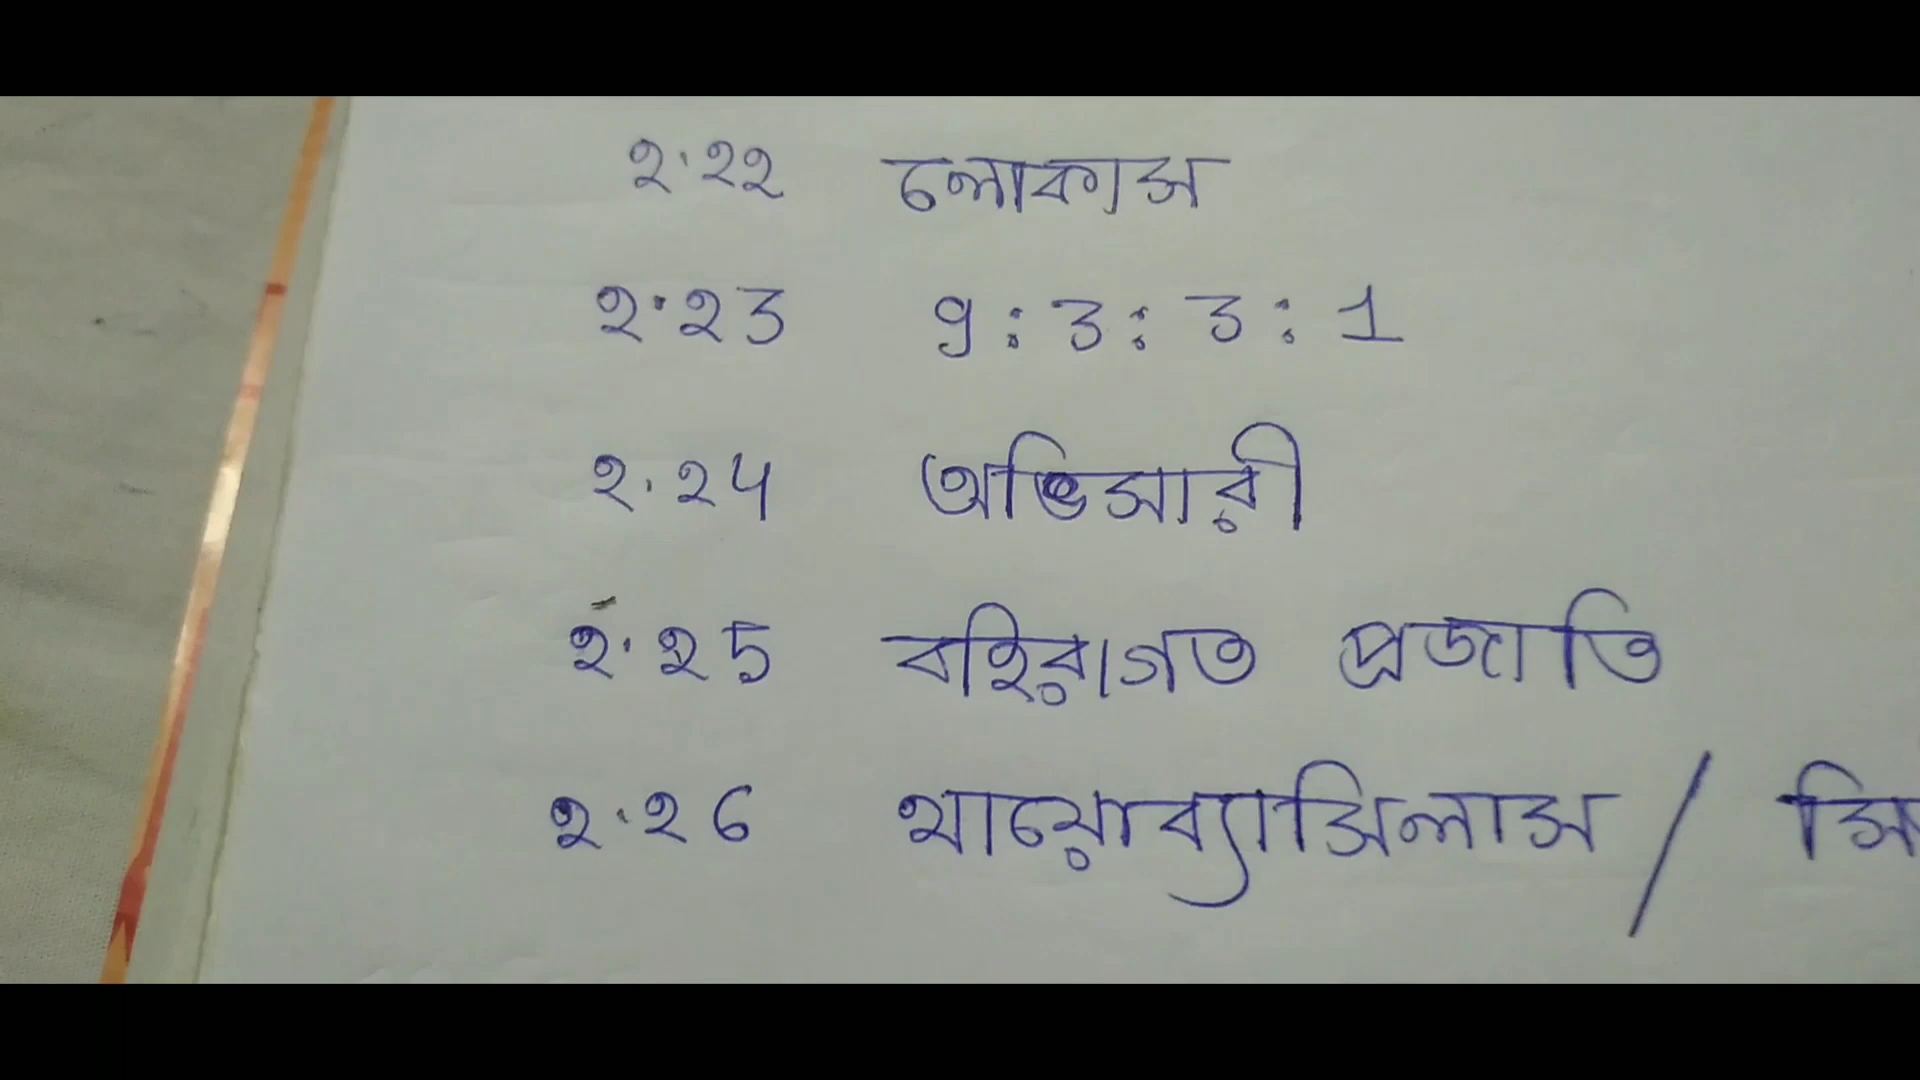 ২.২২ লোকাস
২.২3 9 : 3 : 3 : 1
২.২4 অভিসারী
২.২5 বহিরাগত প্রজাতি
২.২6 থায়োব্যাসিলাস /